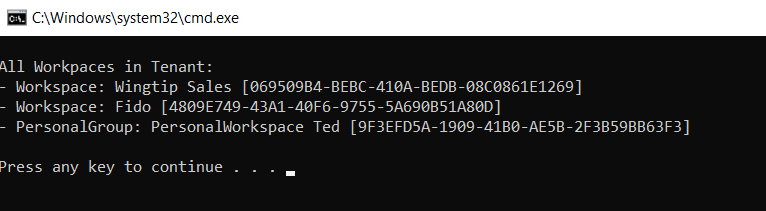 C:\Windows\system32\cmd.exe
All Workpaces in Tenant:
- Workspace: Wingtip Sales [069509B4-BEBC-410A-BEDB-08C0861E1269]
- Workspace: Fido [4809E749-43A1-40F6-9755-5A690B51A80D]
- PersonalGroup: PersonalWorkspace Ted [9F3EFD5A-1909-41B0-AE5B-2F3B59BB63F3]
Press any key to continue . . .